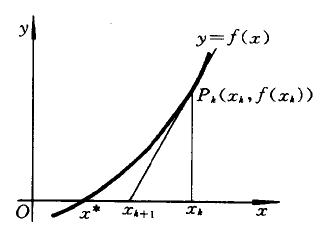 y
y=f(x)
P_k(x_k, f(x_k))
O
x*
x_{k+1}
x_k
x